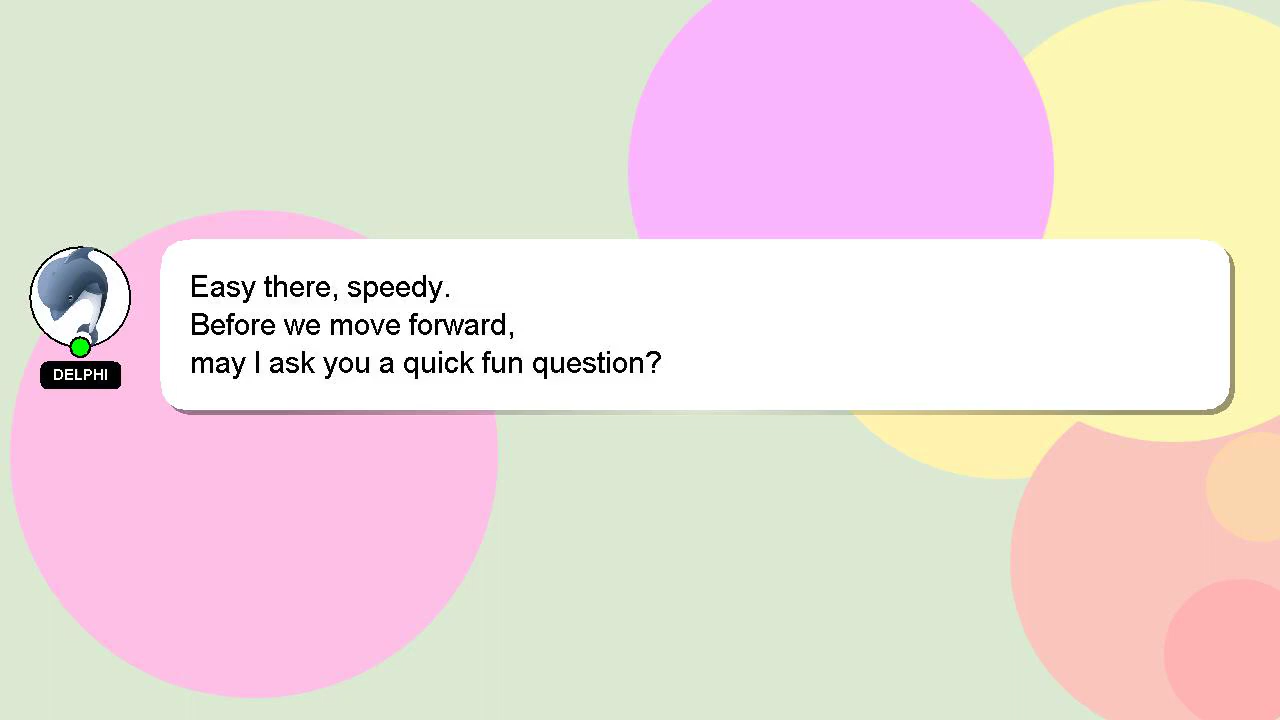 Easy there, speedy.
Before we move forward,
may I ask you a quick fun question?
DELPHI